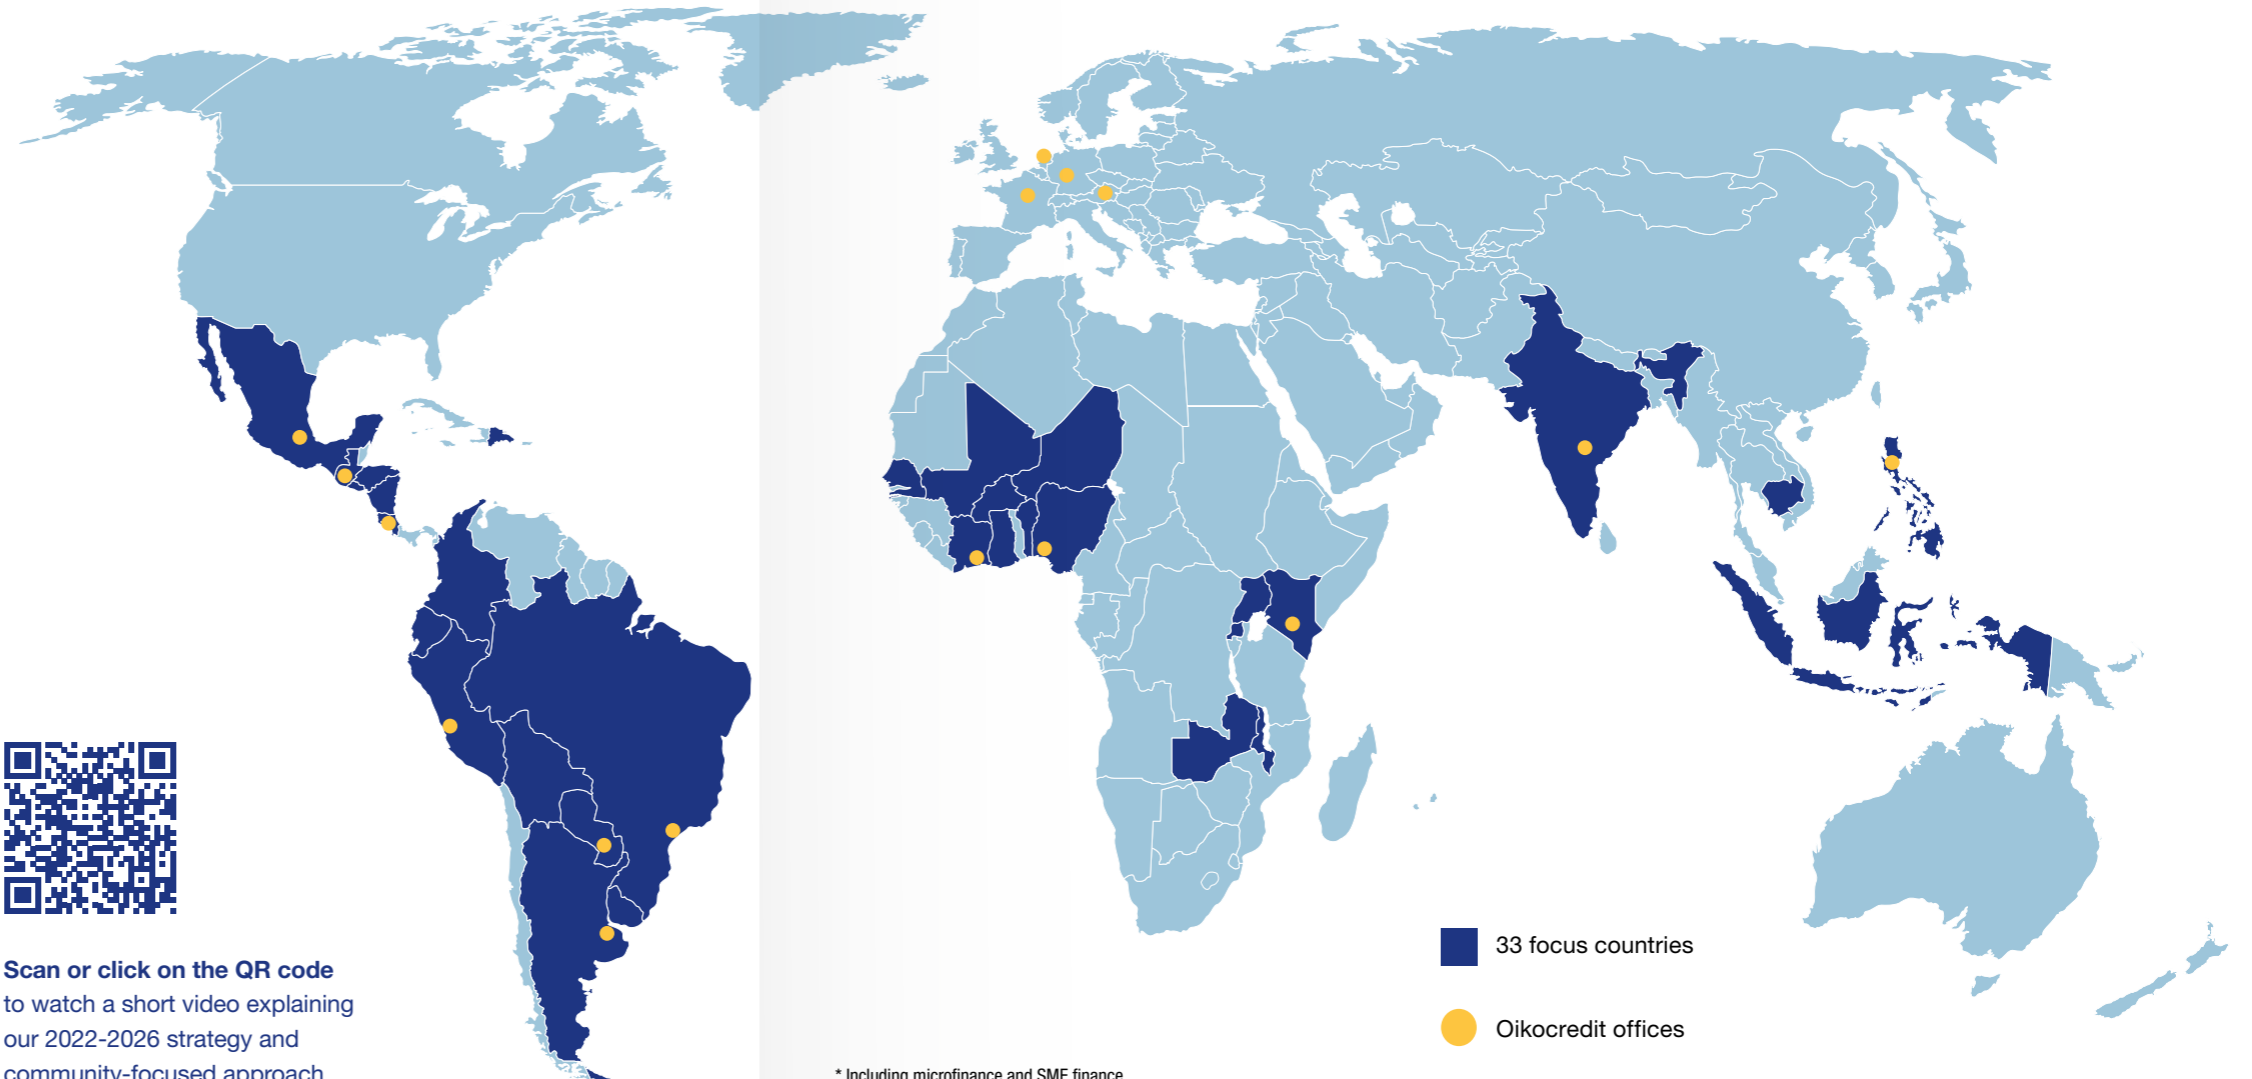 Scan or click on the QR code
to watch a short video explaining
our 2022-2026 strategy and
community-focused approach
33 focus countries
Oikocredit offices
* Including microfinance and SME finance